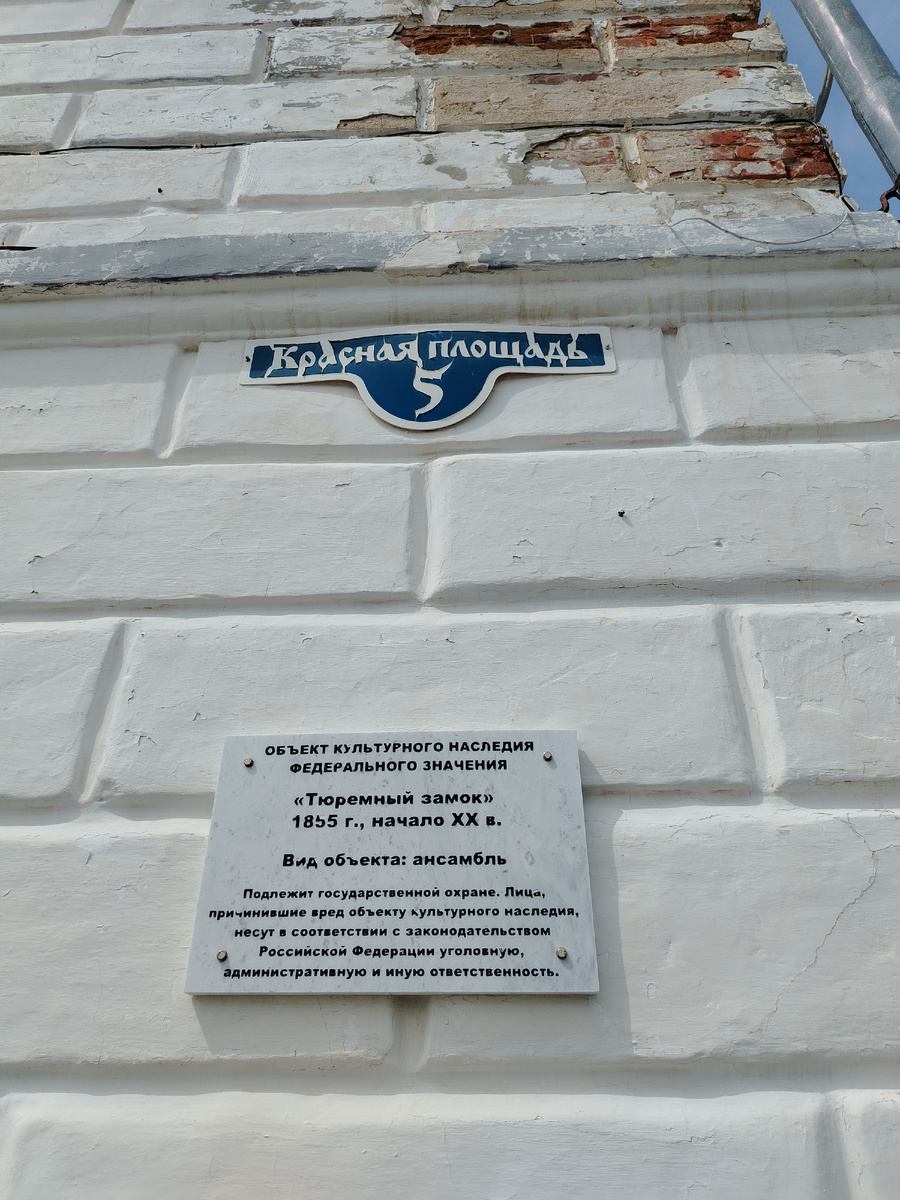 Красная площадь
5
ОБЪЕКТ КУЛЬТУРНОГО НАСЛЕДИЯ
ФЕДЕРАЛЬНОГО ЗНАЧЕНИЯ
«Тюремный замок»
1855 г., начало XX в.
Вид объекта: ансамбль
Подлежит государственной охране. Лица,
причинившие вред объекту культурного наследия,
несут в соответствии с законодательством
Российской Федерации уголовную,
административную и иную ответственность.